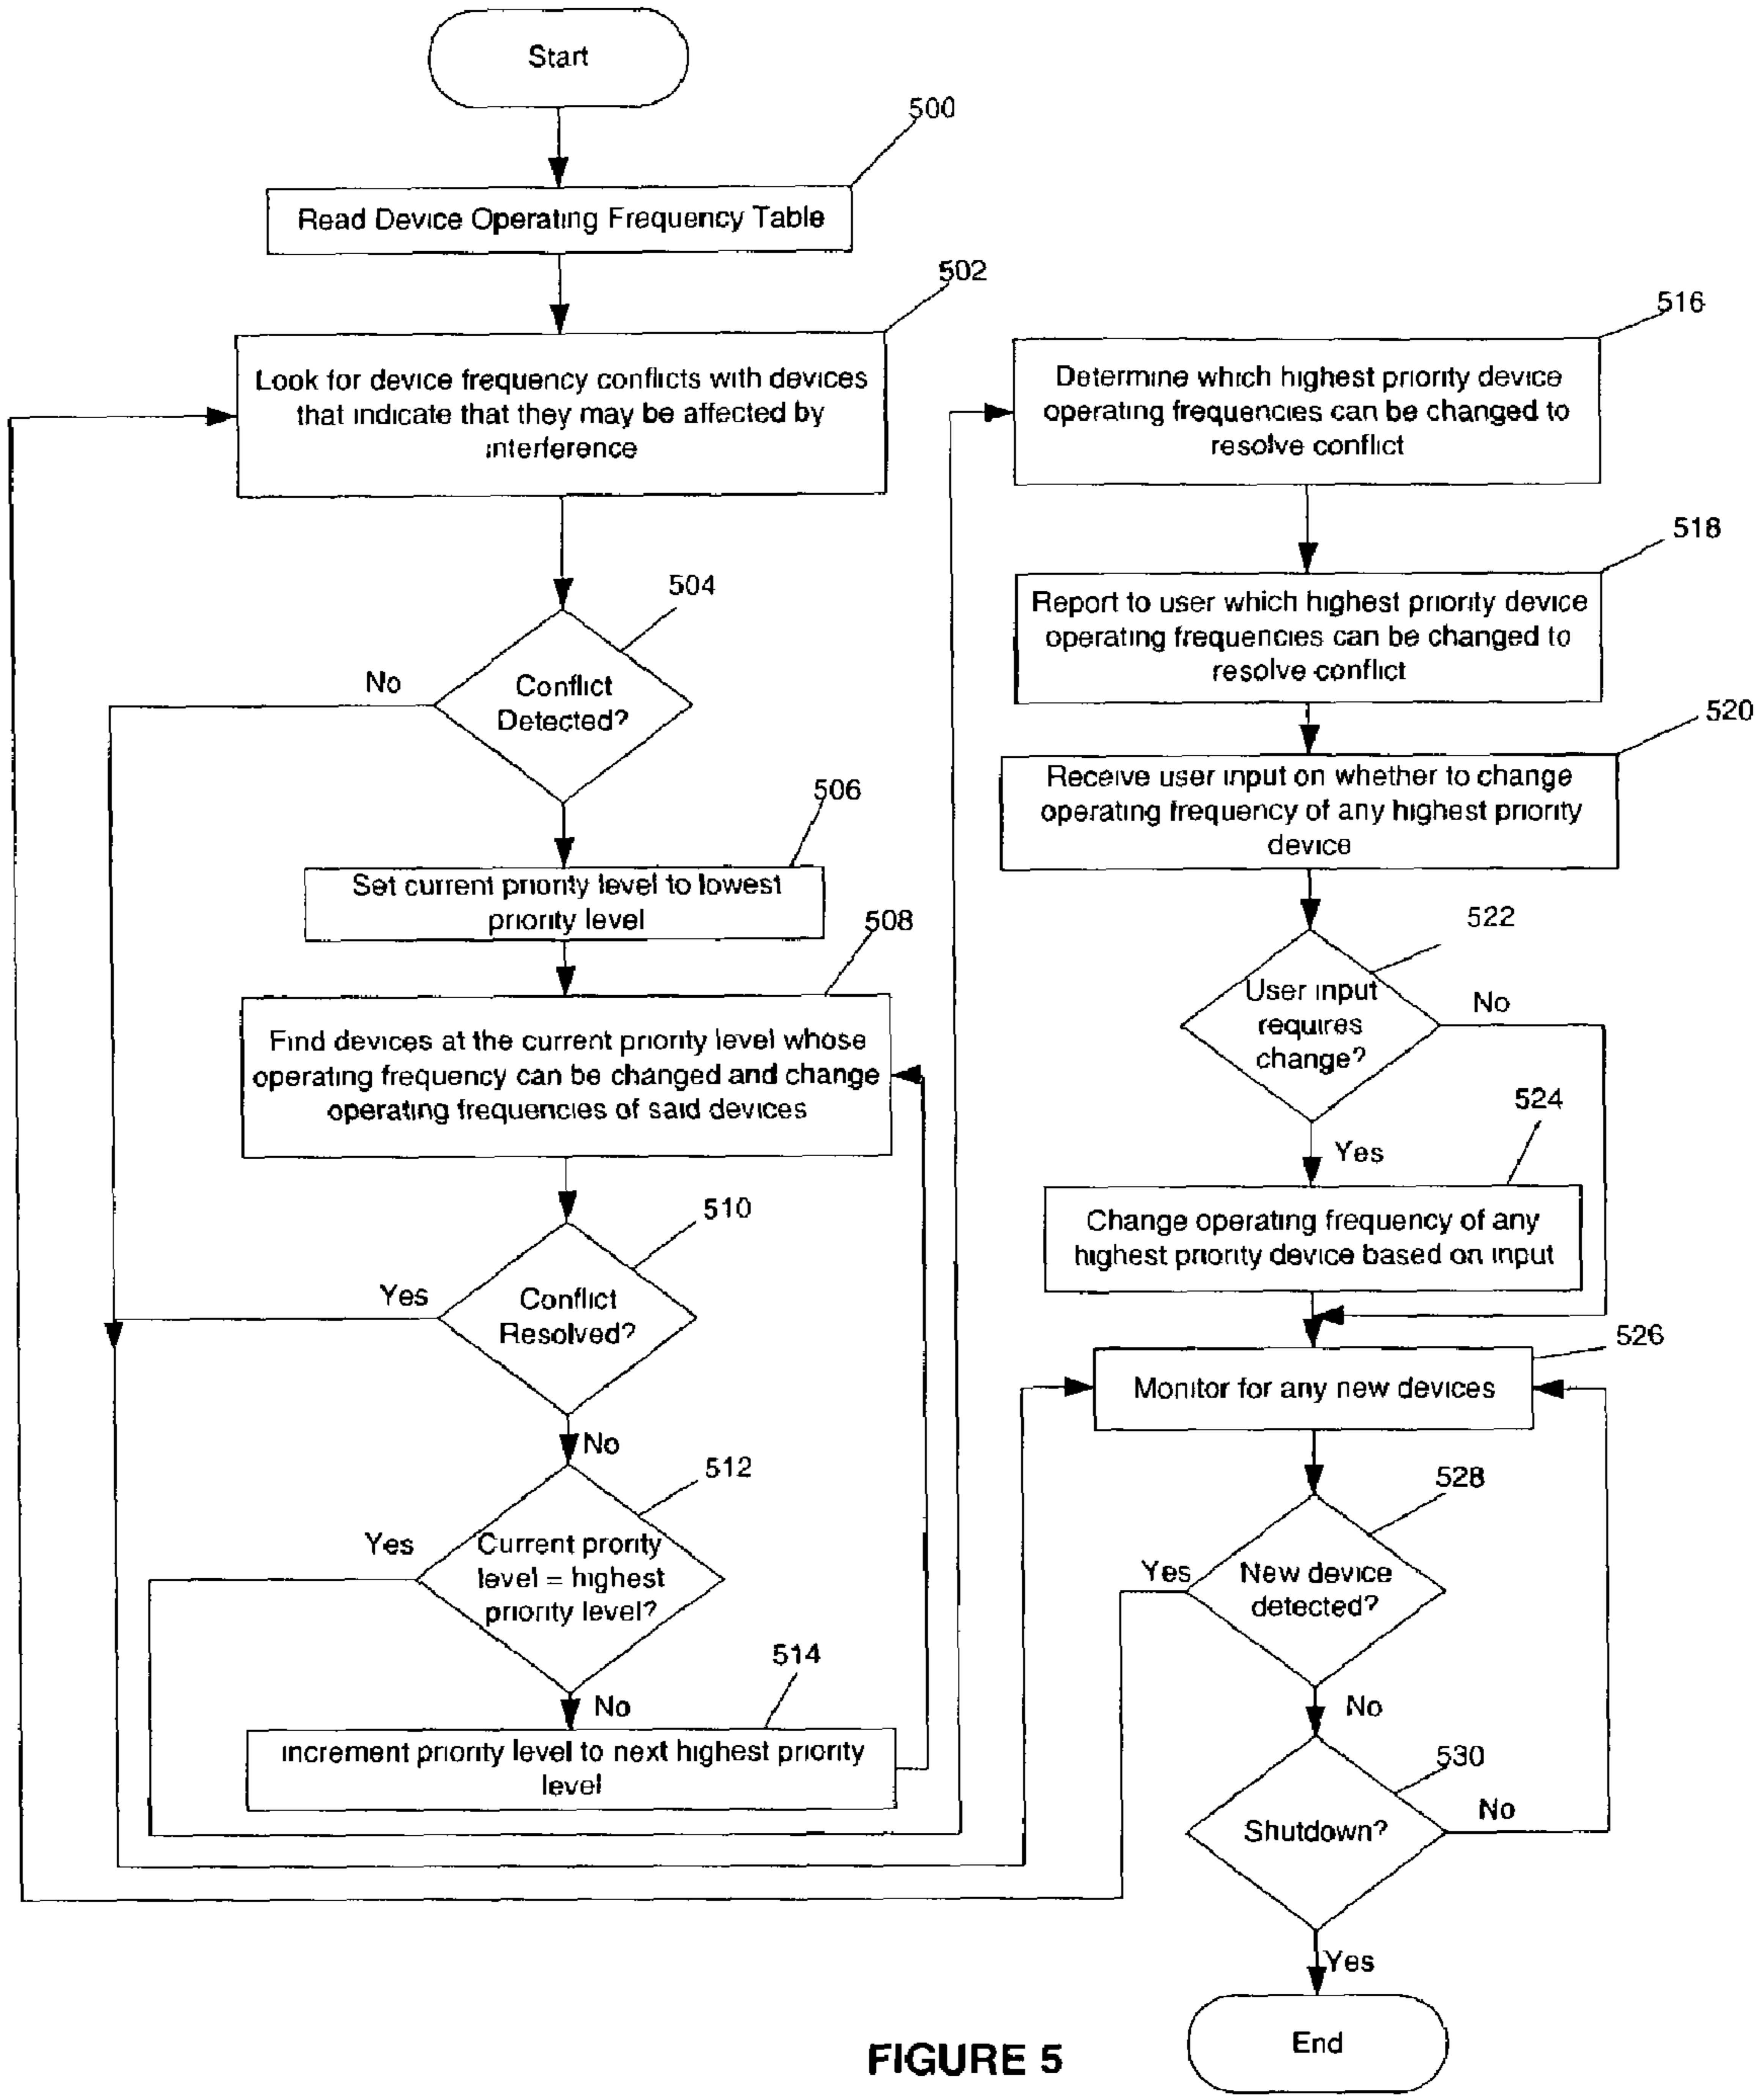 Start
500
Read Device Operating Frequency Table
502
Look for device frequency conflicts with devices
that indicate that they may be affected by
interference
504
No
Conflict
Detected?
506
Set current priority level to lowest
priority level
508
Find devices at the current priority level whose
operating frequency can be changed and change
operating frequencies of said devices
510
Yes
Conflict
Resolved?
No
512
Yes
Current prority
level = highest
priority level?
514
No
increment priority level to next highest priority
level
516
Determine which highest priority device
operating frequencies can be changed to
resolve conflict
518
Report to user which highest priority device
operating frequencies can be changed to
resolve conflict
520
Receive user input on whether to change
operating frequency of any highest priority
device
522
User input
requires
change?
No
524
Yes
Change operating frequency of any
highest priority device based on input
526
Monitor for any new devices
528
Yes
New device
detected?
No
530
Shutdown?
No
Yes
End
FIGURE 5